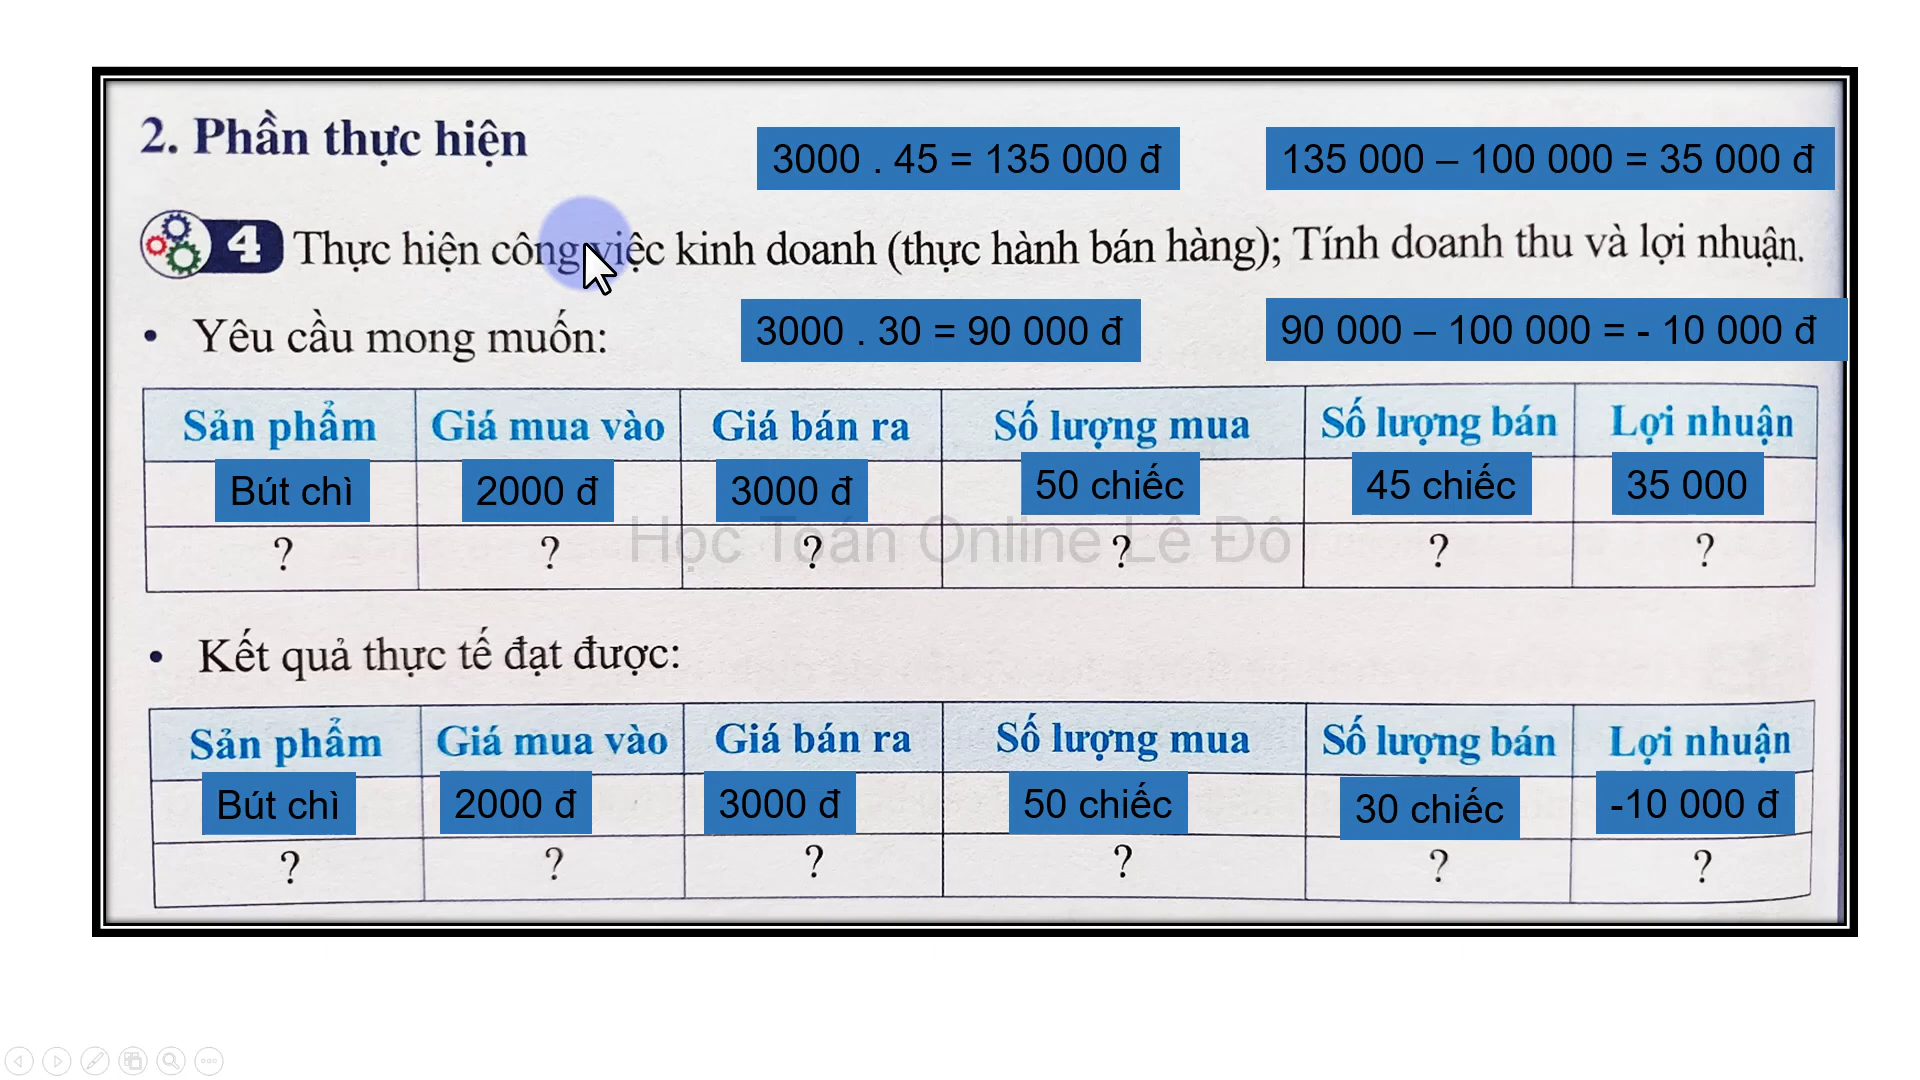 2. Phần thực hiện
3000 . 45 = 135 000 đ
135 000 – 100 000 = 35 000 đ
4 Thực hiện công việc kinh doanh (thực hành bán hàng); Tính doanh thu và lợi nhuận.
• Yêu cầu mong muốn:
3000 . 30 = 90 000 đ
90 000 – 100 000 = - 10 000 đ
Sản phẩm Giá mua vào Giá bán ra Số lượng mua Số lượng bán Lợi nhuận
Bút chì 2000 đ 3000 đ 50 chiếc 45 chiếc 35 000
? ? ? ? ? ?
Học Toán Online Lê Đô
• Kết quả thực tế đạt được:
Sản phẩm Giá mua vào Giá bán ra Số lượng mua Số lượng bán Lợi nhuận
Bút chì 2000 đ 3000 đ 50 chiếc 30 chiếc -10 000 đ
? ? ? ? ? ?